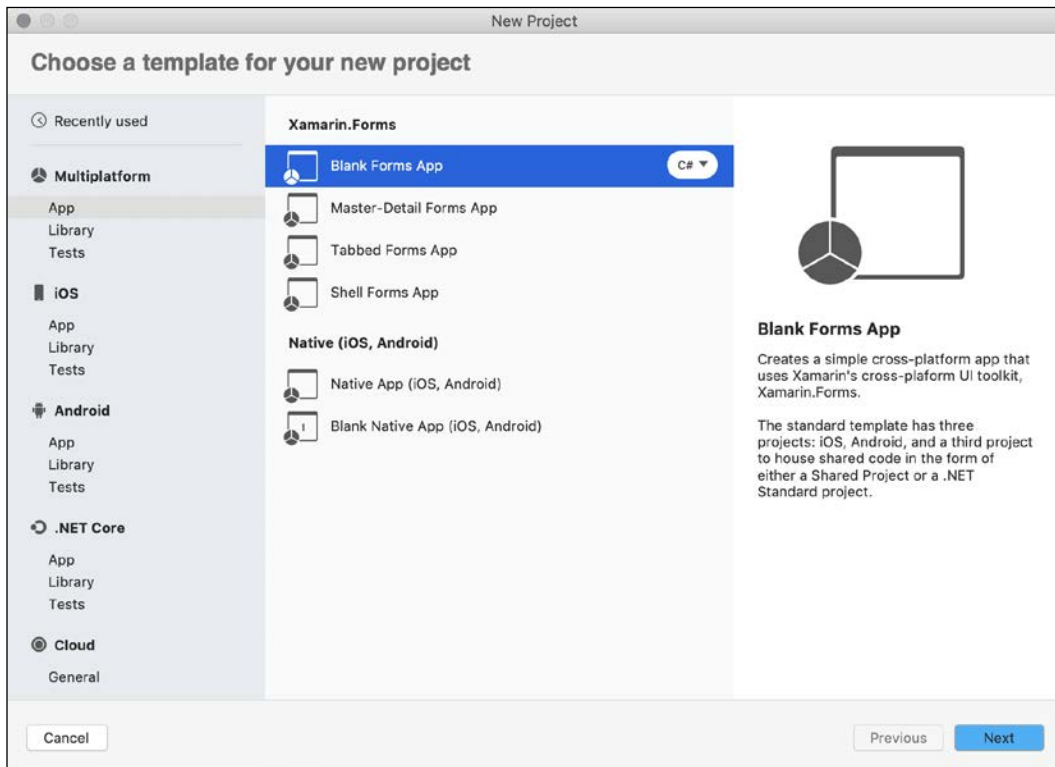 New Project
Choose a template for your new project
Recently used
Multiplatform
App
Library
Tests
iOS
App
Library
Tests
Android
App
Library
Tests
.NET Core
App
Library
Tests
Cloud
General
Xamarin.Forms
Blank Forms App
C#
Master-Detail Forms App
Tabbed Forms App
Shell Forms App
Native (iOS, Android)
Native App (iOS, Android)
Blank Native App (iOS, Android)
Blank Forms App
Creates a simple cross-platform app that
uses Xamarin's cross-plaform UI toolkit,
Xamarin.Forms.
The standard template has three
projects: iOS, Android, and a third project
to house shared code in the form of
either a Shared Project or a .NET
Standard project.
Cancel
Previous
Next